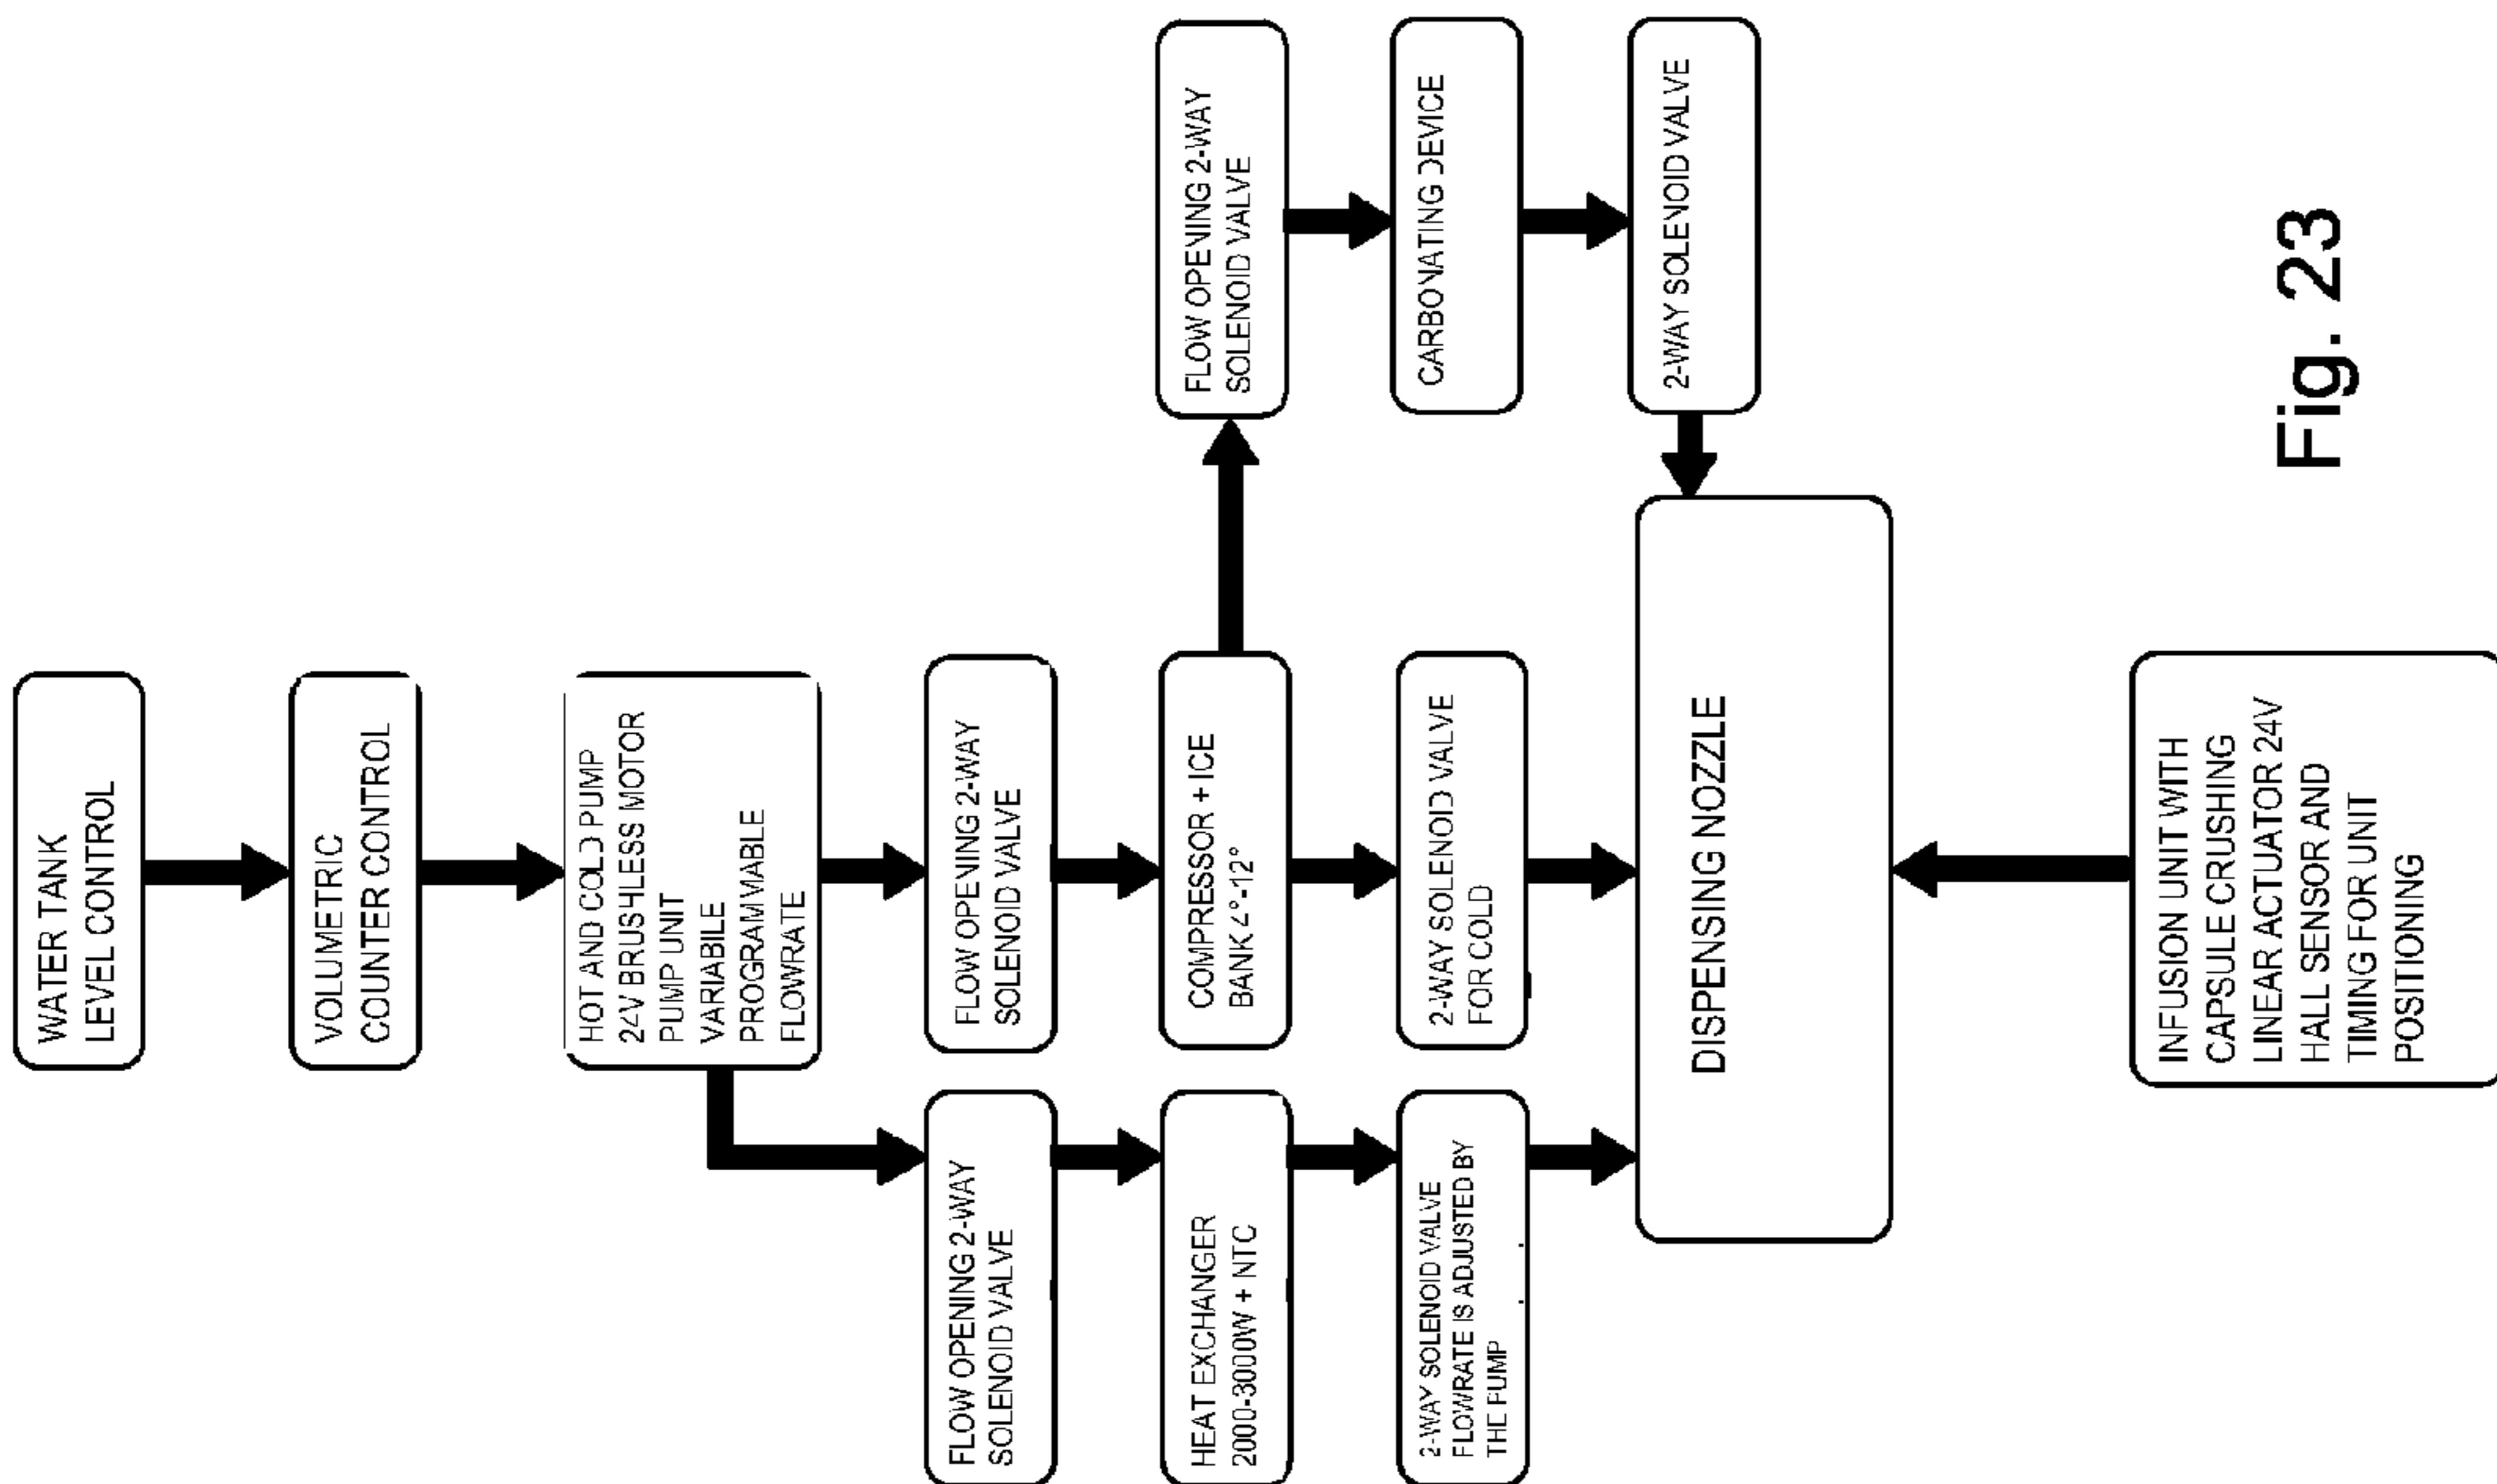 WATER TANK
LEVEL CONTROL
VOLUMETRIC
COUNTER CONTROL
HOT AND COLD PUMP
24V BRUSHLESS MOTOR
PUMP UNIT
VARIABILE
PROGRAMMABLE
FLOWRATE
FLOW OPENING 2-WAY
SOLENOID VALVE
HEAT EXCHANGER
2000-3000W + NTC
2-WAY SOLENOID VALVE
FLOWRATE IS ADJUSTED BY
THE PUMP
FLOW OPENING 2-WAY
SOLENOID VALVE
COMPRESSOR + ICE
BANK 4°-12°
2-WAY SOLENOID VALVE
FOR COLD
FLOW OPENING 2-WAY
SOLENOID VALVE
CARBONATING DEVICE
2-WAY SOLENOID VALVE
DISPENSING NOZZLE
INFUSION UNIT WITH
CAPSULE CRUSHING
LINEAR ACTUATOR 24V
HALL SENSOR AND
TIMING FOR UNIT
POSITIONING
Fig. 23